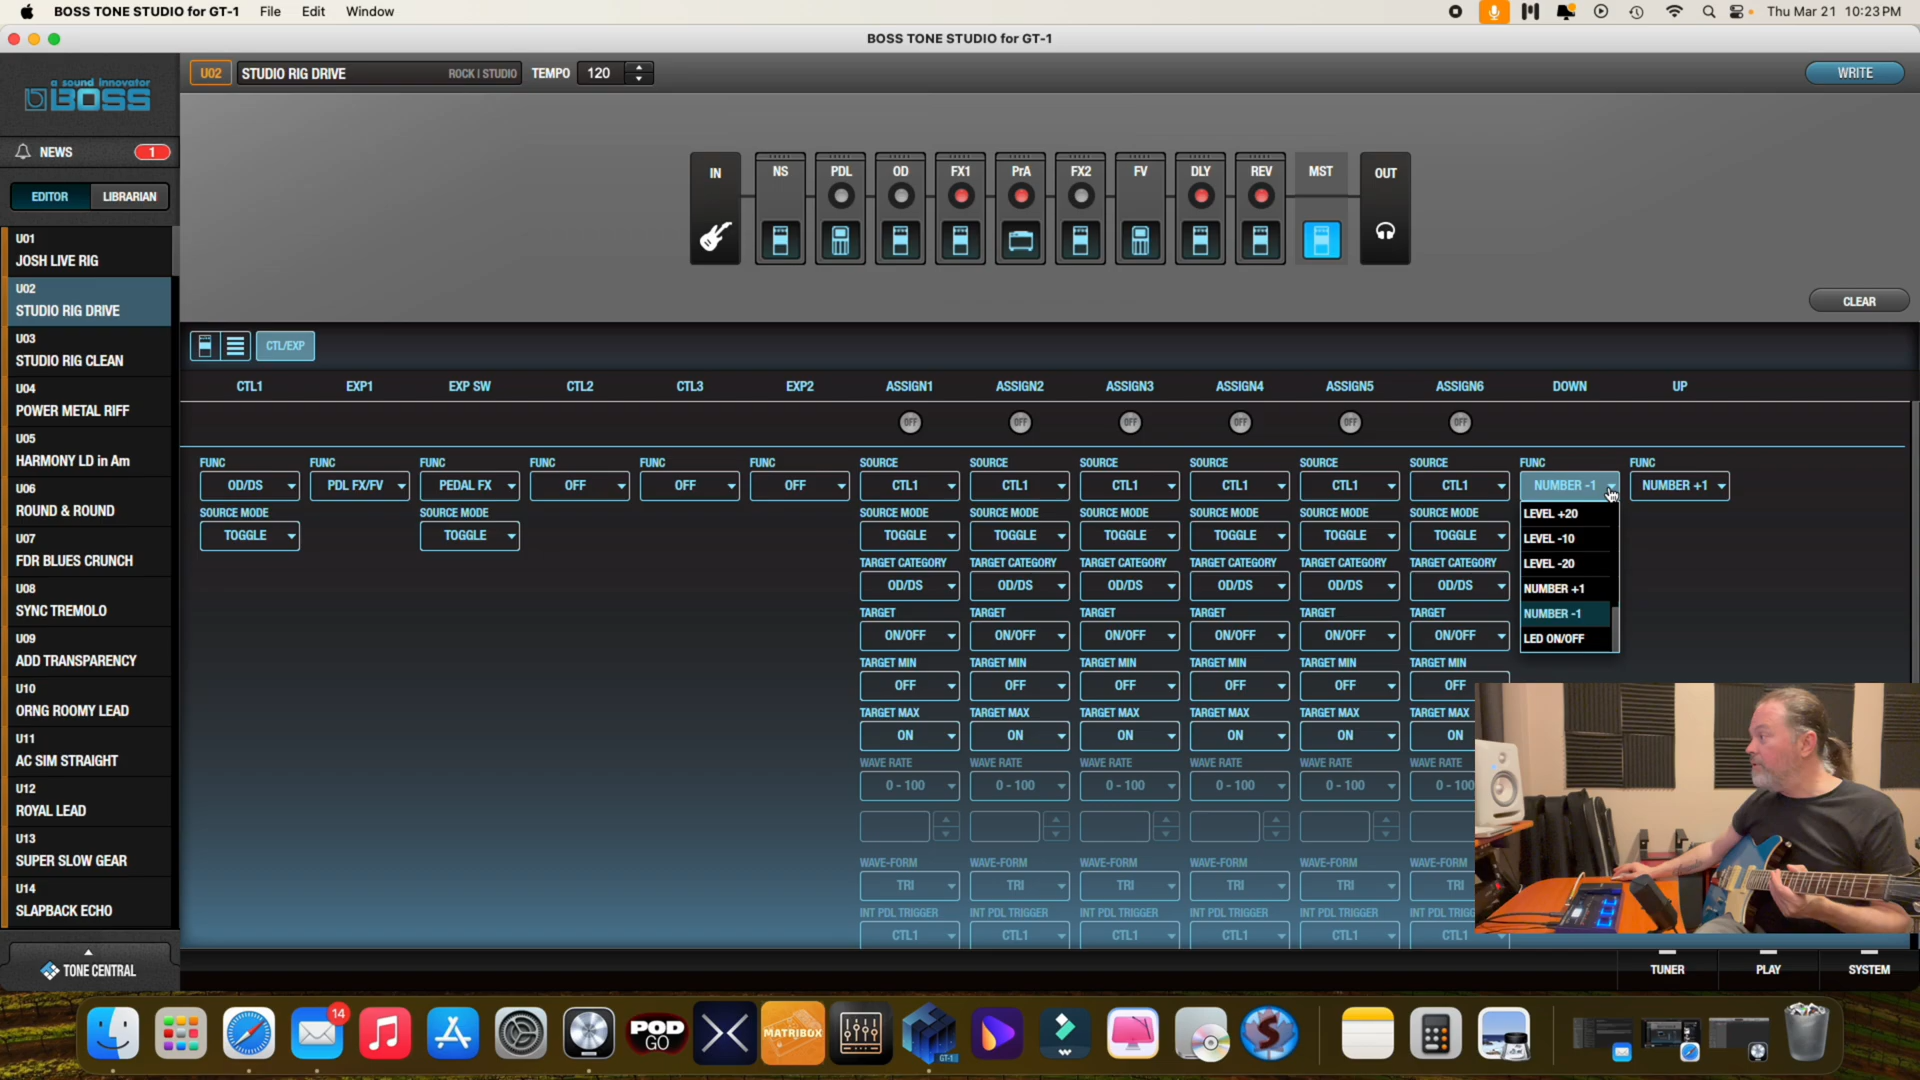 BOSS TONE STUDIO for GT-1 File Edit Window Thu Mar 21 10:23 PM
BOSS TONE STUDIO for GT-1
a sound innovator
BOSS
U02 STUDIO RIG DRIVE ROCK | STUDIO TEMPO 120 WRITE
NEWS 1
EDITOR LIBRARIAN
IN NS PDL OD FX1 PrA FX2 FV DLY REV MST OUT
CLEAR
U01
JOSH LIVE RIG
U02
STUDIO RIG DRIVE
U03
STUDIO RIG CLEAN
U04
POWER METAL RIFF
U05
HARMONY LD in Am
U06
ROUND & ROUND
U07
FDR BLUES CRUNCH
U08
SYNC TREMOLO
U09
ADD TRANSPARENCY
U10
ORNG ROOMY LEAD
U11
AC SIM STRAIGHT
U12
ROYAL LEAD
U13
SUPER SLOW GEAR
U14
SLAPBACK ECHO
TONE CENTRAL
CTL/EXP
CTL1 EXP1 EXP SW CTL2 CTL3 EXP2 ASSIGN1 ASSIGN2 ASSIGN3 ASSIGN4 ASSIGN5 ASSIGN6 DOWN UP
OFF OFF OFF OFF OFF OFF
FUNC FUNC FUNC FUNC FUNC FUNC SOURCE SOURCE SOURCE SOURCE SOURCE SOURCE FUNC FUNC
OD/DS PDL FX/FV PEDAL FX OFF OFF OFF CTL1 CTL1 CTL1 CTL1 CTL1 CTL1 NUMBER -1 NUMBER +1
SOURCE MODE SOURCE MODE SOURCE MODE SOURCE MODE SOURCE MODE SOURCE MODE SOURCE MODE SOURCE MODE LEVEL +20
TOGGLE TOGGLE TOGGLE TOGGLE TOGGLE TOGGLE TOGGLE TOGGLE LEVEL -10
TARGET CATEGORY TARGET CATEGORY TARGET CATEGORY TARGET CATEGORY TARGET CATEGORY TARGET CATEGORY LEVEL -20
OD/DS OD/DS OD/DS OD/DS OD/DS OD/DS NUMBER +1
TARGET TARGET TARGET TARGET TARGET TARGET NUMBER -1
ON/OFF ON/OFF ON/OFF ON/OFF ON/OFF ON/OFF LED ON/OFF
TARGET MIN TARGET MIN TARGET MIN TARGET MIN TARGET MIN TARGET MIN
OFF OFF OFF OFF OFF OFF
TARGET MAX TARGET MAX TARGET MAX TARGET MAX TARGET MAX TARGET MAX
ON ON ON ON ON ON
WAVE RATE WAVE RATE WAVE RATE WAVE RATE WAVE RATE WAVE RATE
0 - 100 0 - 100 0 - 100 0 - 100 0 - 100 0 - 100
WAVE-FORM WAVE-FORM WAVE-FORM WAVE-FORM WAVE-FORM WAVE-FORM
TRI TRI TRI TRI TRI TRI
INT PDL TRIGGER INT PDL TRIGGER INT PDL TRIGGER INT PDL TRIGGER INT PDL TRIGGER INT PDL TRIGG
CTL1 CTL1 CTL1 CTL1 CTL1 CTL1
TUNER PLAY SYSTEM
14
POD
GO
MATRIBOX
GT-1